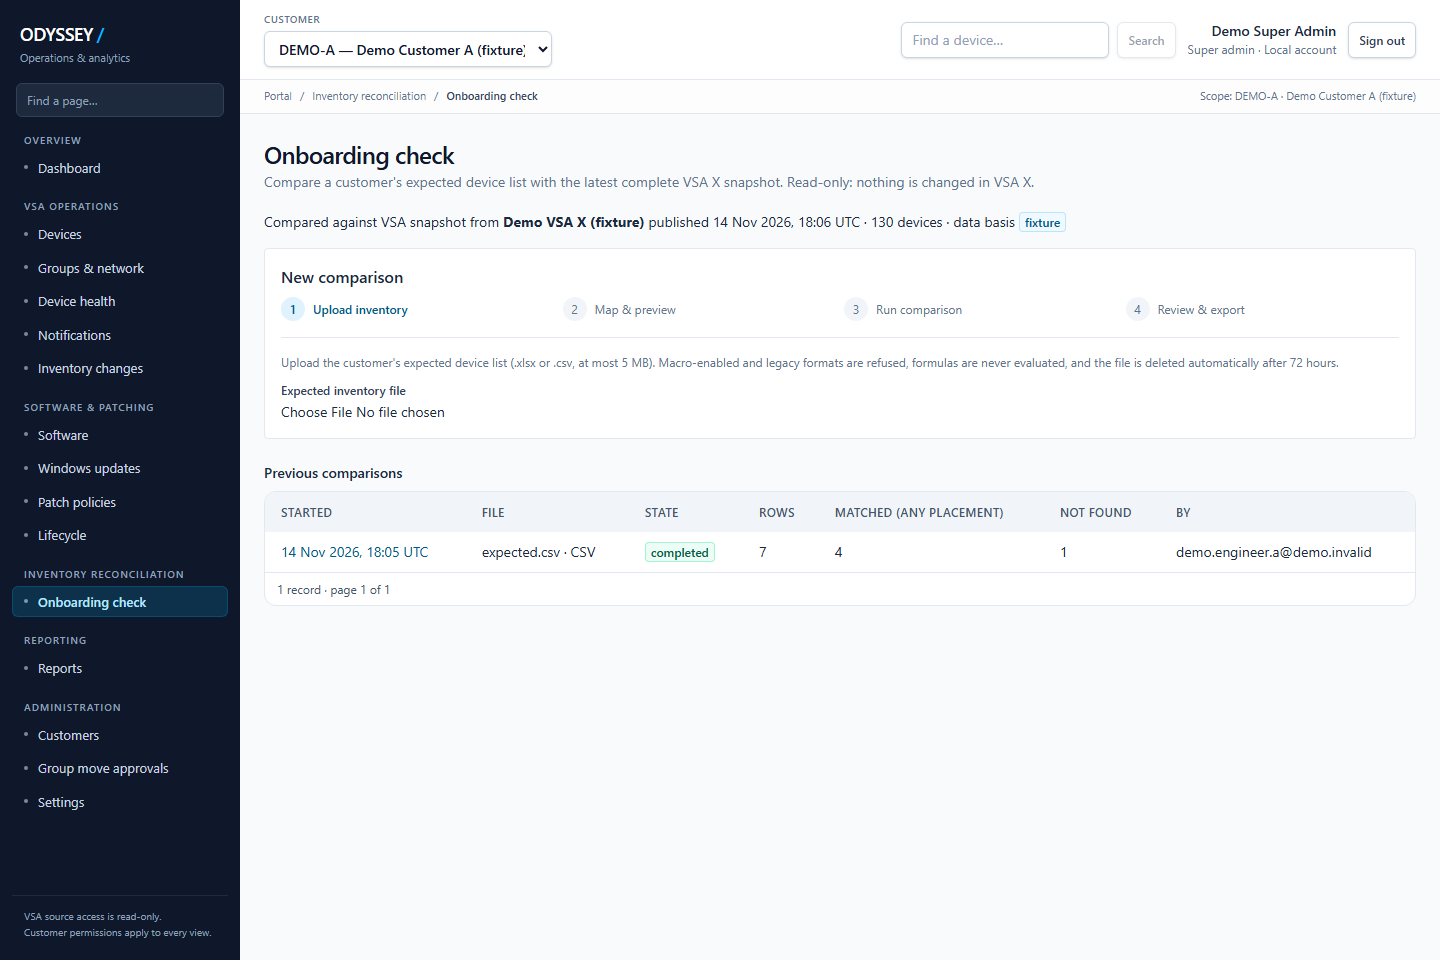 ODYSSEY /
Operations & analytics
Find a page...
OVERVIEW
Dashboard
VSA OPERATIONS
Devices
Groups & network
Device health
Notifications
Inventory changes
SOFTWARE & PATCHING
Software
Windows updates
Patch policies
Lifecycle
INVENTORY RECONCILIATION
Onboarding check
REPORTING
Reports
ADMINISTRATION
Customers
Group move approvals
Settings
VSA source access is read-only.
Customer permissions apply to every view.
CUSTOMER
DEMO-A — Demo Customer A (fixture)
Find a device...
Search
Demo Super Admin
Super admin · Local account
Sign out
Portal / Inventory reconciliation / Onboarding check
Scope: DEMO-A · Demo Customer A (fixture)
Onboarding check
Compare a customer's expected device list with the latest complete VSA X snapshot. Read-only: nothing is changed in VSA X.
Compared against VSA snapshot from Demo VSA X (fixture) published 14 Nov 2026, 18:06 UTC · 130 devices · data basis fixture
New comparison
1 Upload inventory
2 Map & preview
3 Run comparison
4 Review & export
Upload the customer's expected device list (.xlsx or .csv, at most 5 MB). Macro-enabled and legacy formats are refused, formulas are never evaluated, and the file is deleted automatically after 72 hours.
Expected inventory file
Choose File No file chosen
Previous comparisons
STARTED FILE STATE ROWS MATCHED (ANY PLACEMENT) NOT FOUND BY
14 Nov 2026, 18:05 UTC expected.csv · CSV completed 7 4 1 demo.engineer.a@demo.invalid
1 record · page 1 of 1